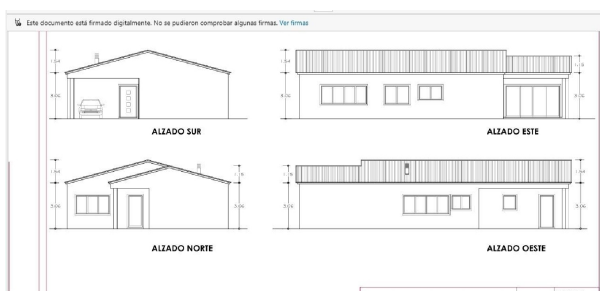 Este documento está firmado digitalmente. No se pudieron comprobar algunas firmas. Ver firmas
ALZADO SUR
ALZADO ESTE
ALZADO NORTE
ALZADO OESTE